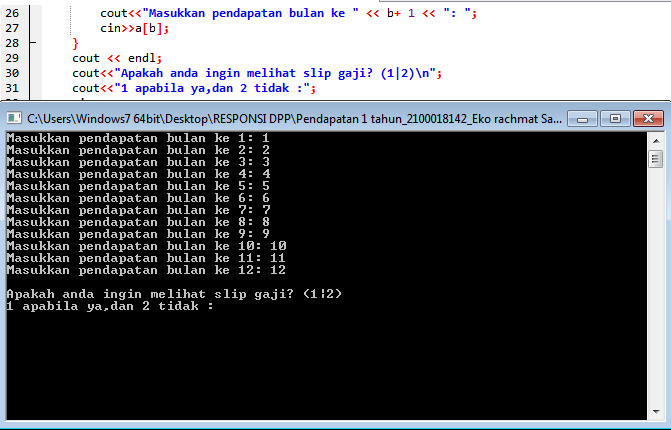 26 cout<<"Masukkan pendapatan bulan ke " << b+ 1 << ": ";
27 cin>>a[b];
28 }
29 cout << endl;
30 cout<<"Apakah anda ingin melihat slip gaji? (1|2)\n";
31 cout<<"1 apabila ya,dan 2 tidak :";
C:\Users\Windows7 64bit\Desktop\RESPONSI DPP\Pendapatan 1 tahun_2100018142_Eko rachmat Sa...
Masukkan pendapatan bulan ke 1: 1
Masukkan pendapatan bulan ke 2: 2
Masukkan pendapatan bulan ke 3: 3
Masukkan pendapatan bulan ke 4: 4
Masukkan pendapatan bulan ke 5: 5
Masukkan pendapatan bulan ke 6: 6
Masukkan pendapatan bulan ke 7: 7
Masukkan pendapatan bulan ke 8: 8
Masukkan pendapatan bulan ke 9: 9
Masukkan pendapatan bulan ke 10: 10
Masukkan pendapatan bulan ke 11: 11
Masukkan pendapatan bulan ke 12: 12
Apakah anda ingin melihat slip gaji? (1|2)
1 apabila ya,dan 2 tidak :